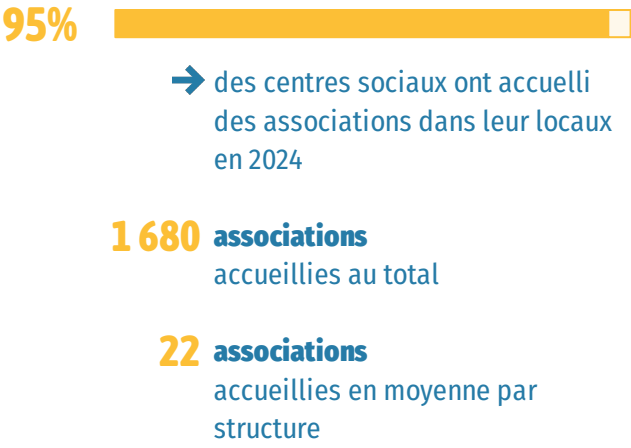 95%
→ des centres sociaux ont accuelli
des associations dans leur locaux
en 2024
1 680 associations
accueillies au total
22 associations
accueillies en moyenne par
structure